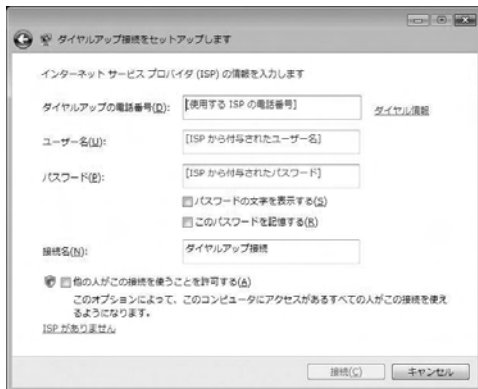 ダイヤルアップ接続をセットアップします
インターネット サービス プロバイダ (ISP) の情報を入力します
ダイヤルアップの電話番号(D): [使用する ISP の電話番号] ダイヤル情報
ユーザー名(U): [ISP から付与されたユーザー名]
パスワード(P): [ISP から付与されたパスワード]
パスワードの文字を表示する(S)
このパスワードを記憶する(R)
接続名(N): ダイヤルアップ接続
他の人がこの接続を使うことを許可する(A)
このオプションによって、このコンピュータにアクセスがあるすべての人がこの接続を使え
るようになります。
ISP がありません
接続(C) キャンセル